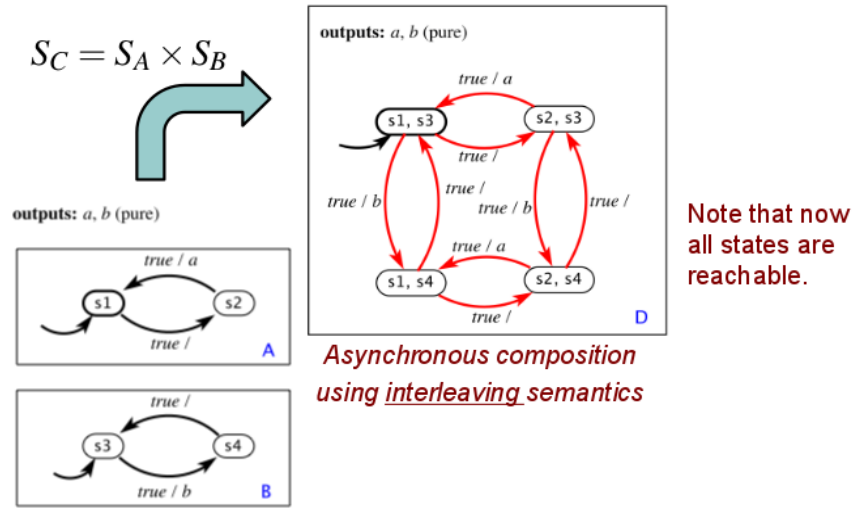 S_C = S_A × S_B
outputs: a, b (pure)
true / a
s1
s2
true /
A
true /
s3
s4
true / b
B
outputs: a, b (pure)
true / a
s1, s3
s2, s3
true /
true / b
true /
true / b
true /
true / a
s1, s4
s2, s4
true /
D
Asynchronous composition
using interleaving semantics
Note that now
all states are
reachable.